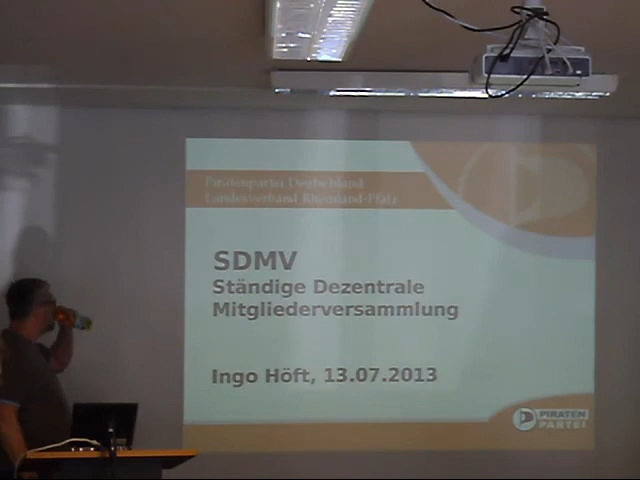 Piratenpartei Deutschland
Landesverband Rheinland-Pfalz
SDMV
Ständige Dezentrale
Mitgliederversammlung
Ingo Höft, 13.07.2013
PIRATEN
PARTEI